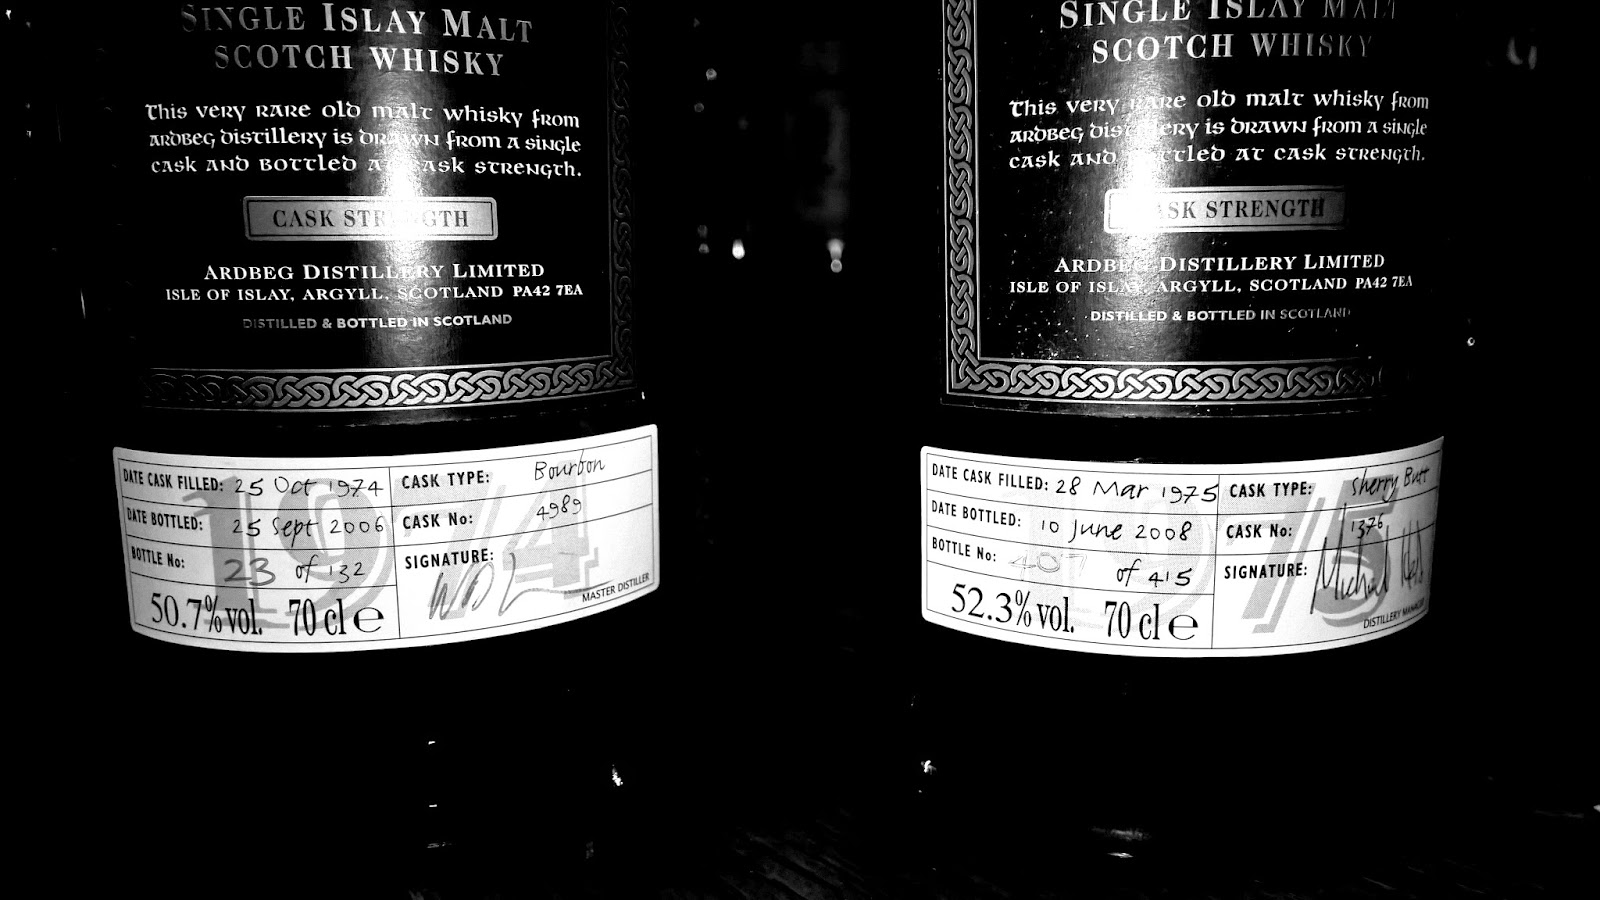 SINGLE ISLAY MALT
SCOTCH WHISKY
This very rare old malt whisky from
Ardbeg Distillery is drawn from a single
cask and bottled at cask strength.
CASK STRENGTH
ARDBEG DISTILLERY LIMITED
ISLE OF ISLAY, ARGYLL, SCOTLAND PA42 7EA
DISTILLED & BOTTLED IN SCOTLAND
1974
DATE CASK FILLED: 25 Oct 1974
DATE BOTTLED: 25 Sept 2006
BOTTLE No: 23 of 132
50.7%vol. 70 cl e
CASK TYPE: Bourbon
CASK No: 4989
SIGNATURE:
MASTER DISTILLER
SINGLE ISLAY MALT
SCOTCH WHISKY
This very rare old malt whisky from
Ardbeg Distillery is drawn from a single
cask and bottled at cask strength.
CASK STRENGTH
ARDBEG DISTILLERY LIMITED
ISLE OF ISLAY, ARGYLL, SCOTLAND PA42 7EA
DISTILLED & BOTTLED IN SCOTLAND
1975
DATE CASK FILLED: 28 Mar 1975
DATE BOTTLED: 10 June 2008
BOTTLE No: 407 of 415
52.3%vol. 70 cl e
CASK TYPE: Sherry Butt
CASK No: 1376
SIGNATURE: Michael
DISTILLERY MANAGER